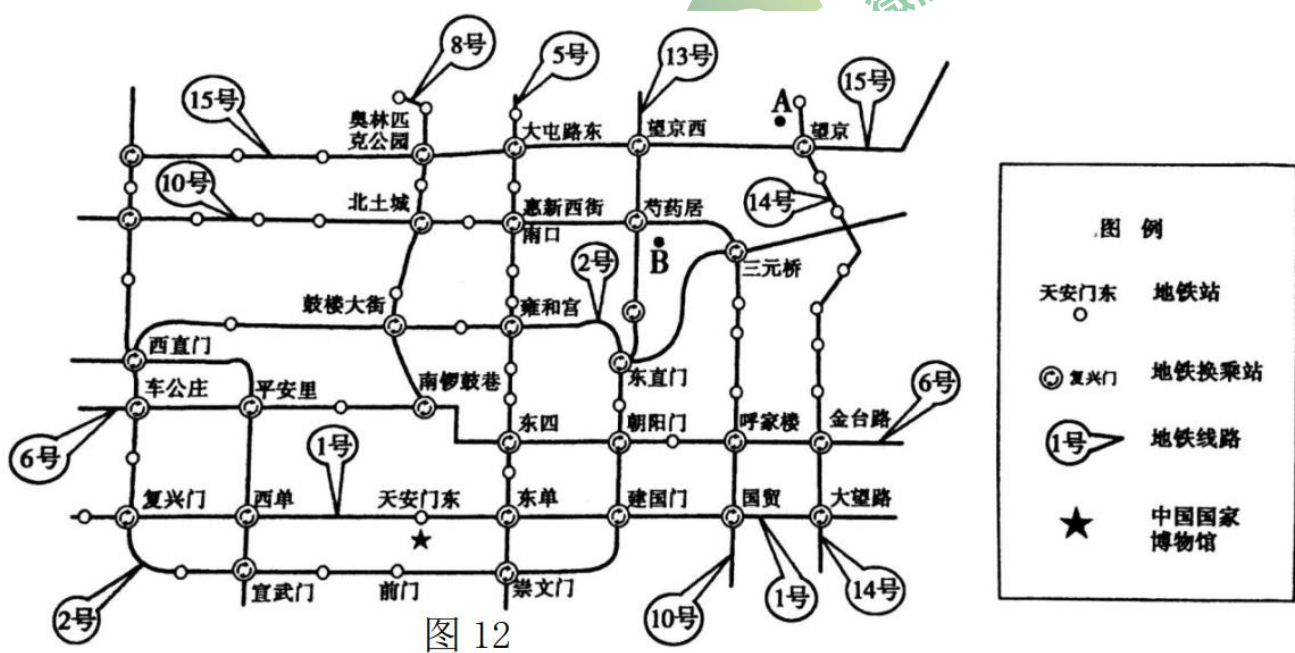 8号
5号
13号
15号
15号
奥林匹
克公园
大屯路东
望京西
A
望京
10号
北土城
惠新西街
南口
芍药居
14号
B
三元桥
2号
鼓楼大街
雍和宫
西直门
东直门
车公庄
平安里
南锣鼓巷
6号
6号
东四
朝阳门
呼家楼
金台路
1号
复兴门
西单
天安门东
东单
建国门
国贸
大望路
2号
宣武门
前门
崇文门
10号
1号
14号
图例
天安门东 地铁站
复兴门 地铁换乘站
1号 地铁线路
中国国家
博物馆
图 12